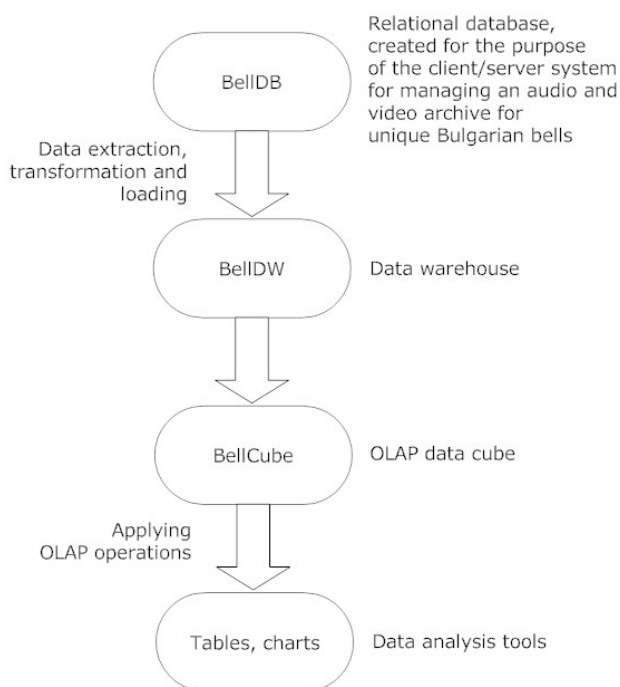 BellDB
Relational database,
created for the purpose
of the client/server system
for managing an audio and
video archive for
unique Bulgarian bells
Data extraction,
transformation and
loading
BellDW
Data warehouse
BellCube
OLAP data cube
Applying
OLAP operations
Tables, charts
Data analysis tools